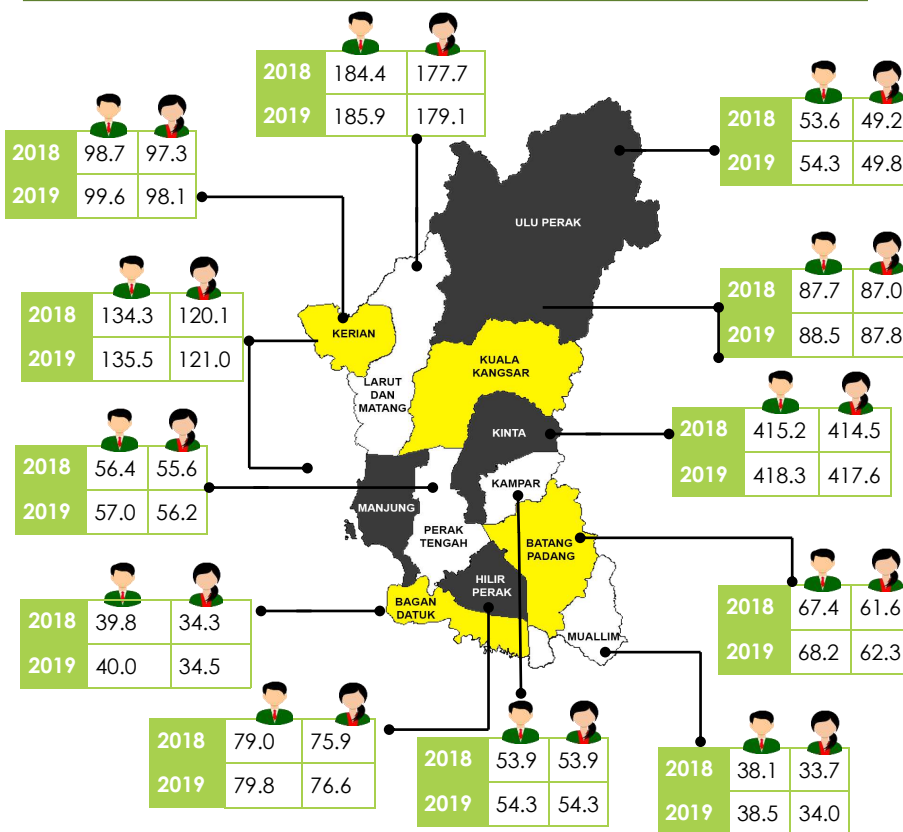 2018 184.4 177.7
2019 185.9 179.1
2018 53.6 49.2
2019 54.3 49.8
2018 98.7 97.3
2019 99.6 98.1
ULU PERAK
2018 134.3 120.1
2019 135.5 121.0
KERIAN
2018 87.7 87.0
2019 88.5 87.8
KUALA
KANGSAR
LARUT
DAN
MATANG
2018 56.4 55.6
2019 57.0 56.2
KINTA
2018 415.2 414.5
2019 418.3 417.6
KAMPAR
MANJUNG
PERAK
TENGAH
BATANG
PADANG
HILIR
PERAK
BAGAN
DATUK
MUALLIM
2018 39.8 34.3
2019 40.0 34.5
2018 67.4 61.6
2019 68.2 62.3
2018 79.0 75.9
2019 79.8 76.6
2018 53.9 53.9
2019 54.3 54.3
2018 38.1 33.7
2019 38.5 34.0